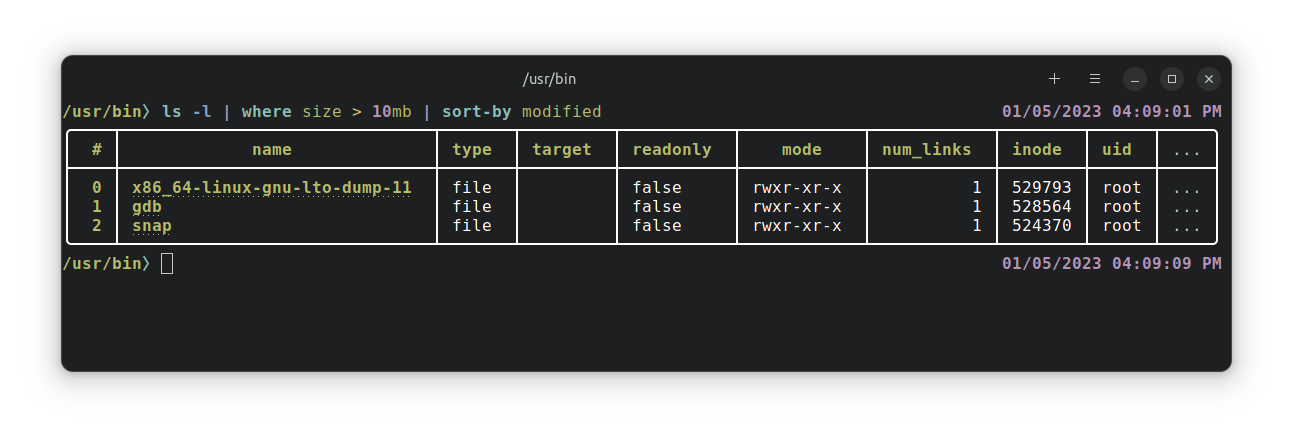 /usr/bin
/usr/bin〉ls -l | where size > 10mb | sort-by modified 01/05/2023 04:09:01 PM
# name type target readonly mode num_links inode uid ...
0 x86_64-linux-gnu-lto-dump-11 file false rwxr-xr-x 1 529793 root ...
1 gdb file false rwxr-xr-x 1 528564 root ...
2 snap file false rwxr-xr-x 1 524370 root ...
/usr/bin〉 01/05/2023 04:09:09 PM